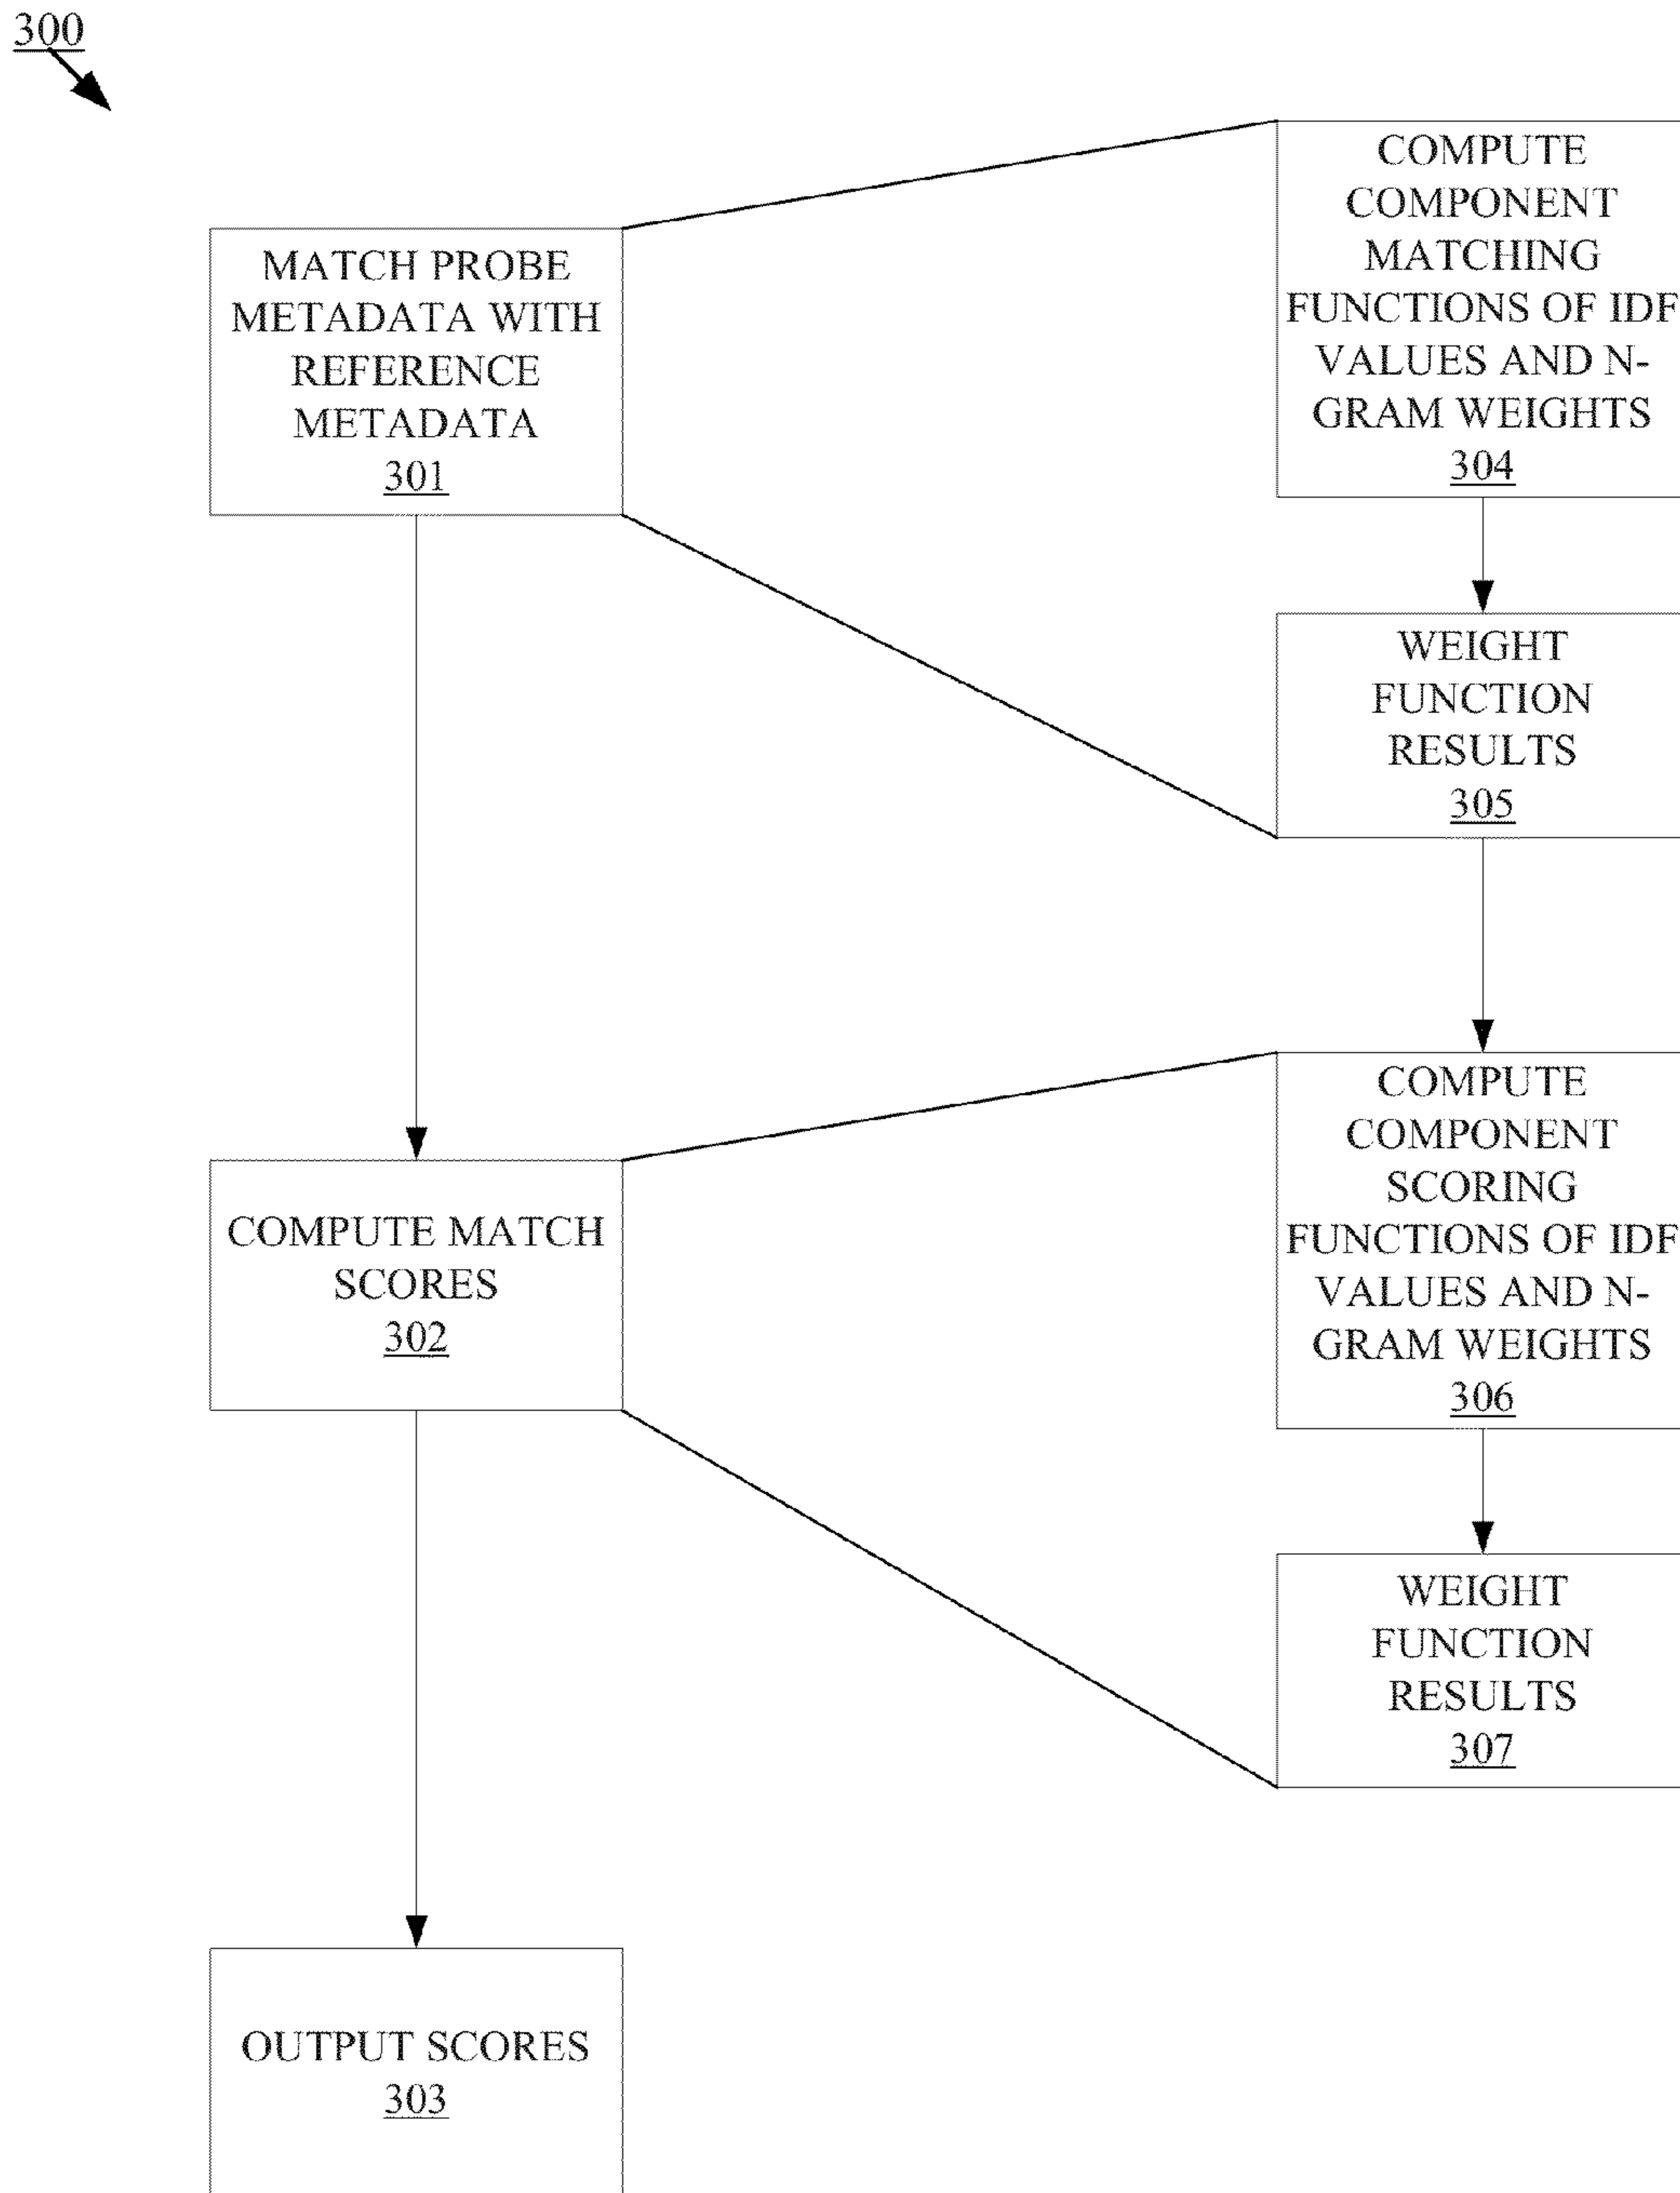 300
MATCH PROBE
METADATA WITH
REFERENCE
METADATA
301
COMPUTE
COMPONENT
MATCHING
FUNCTIONS OF IDF
VALUES AND N-
GRAM WEIGHTS
304
WEIGHT
FUNCTION
RESULTS
305
COMPUTE MATCH
SCORES
302
COMPUTE
COMPONENT
SCORING
FUNCTIONS OF IDF
VALUES AND N-
GRAM WEIGHTS
306
WEIGHT
FUNCTION
RESULTS
307
OUTPUT SCORES
303